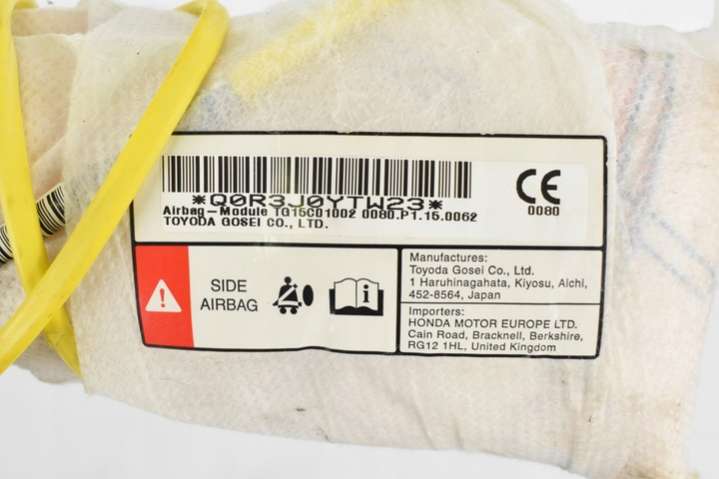 *Q0R3J0YTW23*
Airbag-Module TG15C01002 0080.P1.15.0062
TOYODA GOSEI CO., LTD.
CE
0080
SIDE
AIRBAG
Manufactures:
Toyoda Gosei Co., Ltd.
1 Haruhinagahata, Kiyosu, Aichi,
452-8564, Japan
Importers:
HONDA MOTOR EUROPE LTD.
Cain Road, Bracknell, Berkshire,
RG12 1HL, United Kingdom